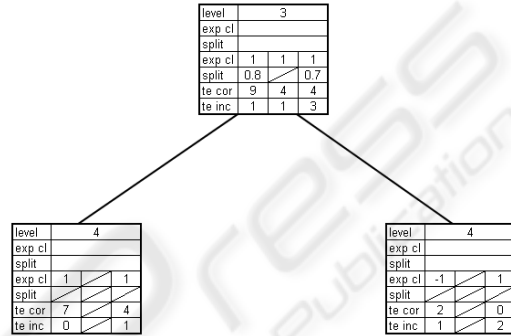 level 3
exp cl
split
exp cl 1 1 1
split 0.8 0.7
te cor 9 4 4
te inc 1 1 3
level 4
exp cl
split
exp cl 1 1
split
te cor 7 4
te inc 0 1
level 4
exp cl
split
exp cl -1 1
split
te cor 2 0
te inc 1 2